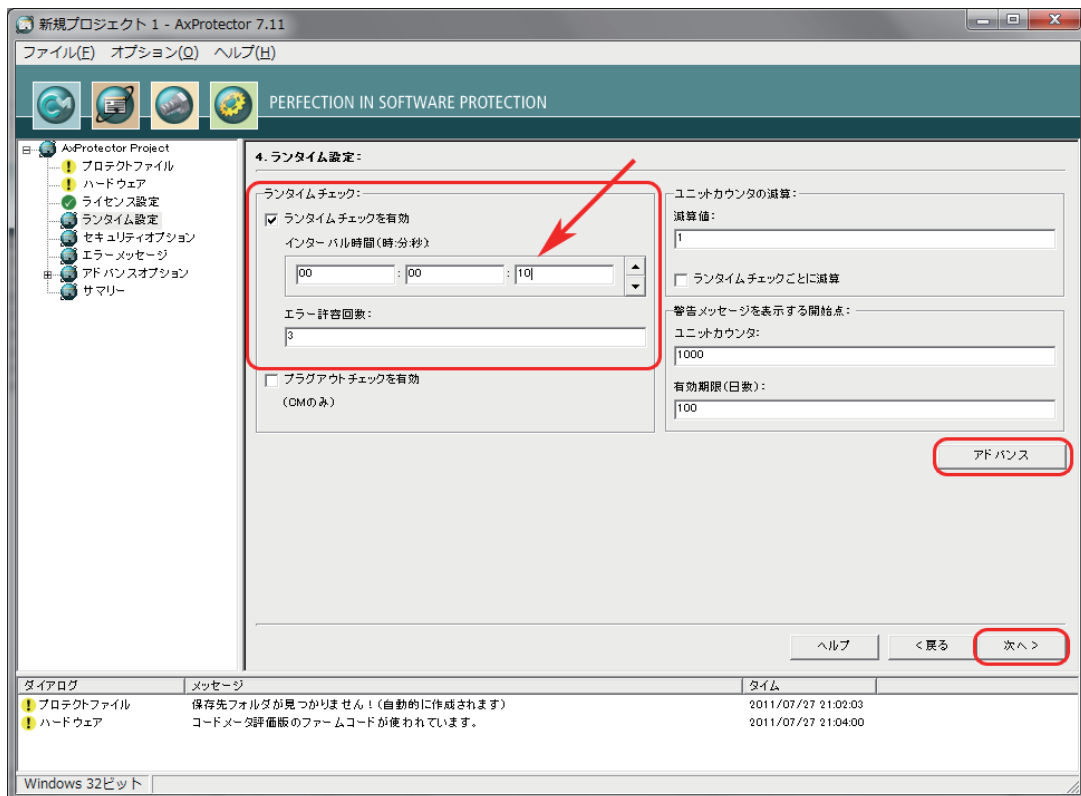 新規プロジェクト 1 - AxProtector 7.11
ファイル(F) オプション(O) ヘルプ(H)
PERFECTION IN SOFTWARE PROTECTION
AxProtector Project
プロテクトファイル
ハードウェア
ライセンス設定
ランタイム設定
セキュリティオプション
エラーメッセージ
アドバンスオプション
サマリー
4.ランタイム設定:
ランタイムチェック:
ランタイムチェックを有効
インターバル時間(時:分:秒):
00 : 00 : 10
エラー許容回数:
3
プラグアウトチェックを有効
(CMのみ)
ユニットカウンタの減算:
減算値:
1
ランタイムチェックごとに減算
警告メッセージを表示する開始点:
ユニットカウンタ:
1000
有効期限(日数):
100
アドバンス
ヘルプ <戻る 次へ>
ダイアログ メッセージ タイム
プロテクトファイル 保存先フォルダが見つかりません!(自動的に作成されます) 2011/07/27 21:02:03
ハードウェア コードメータ評価版のファームコードが使われています。 2011/07/27 21:04:00
Windows 32ビット